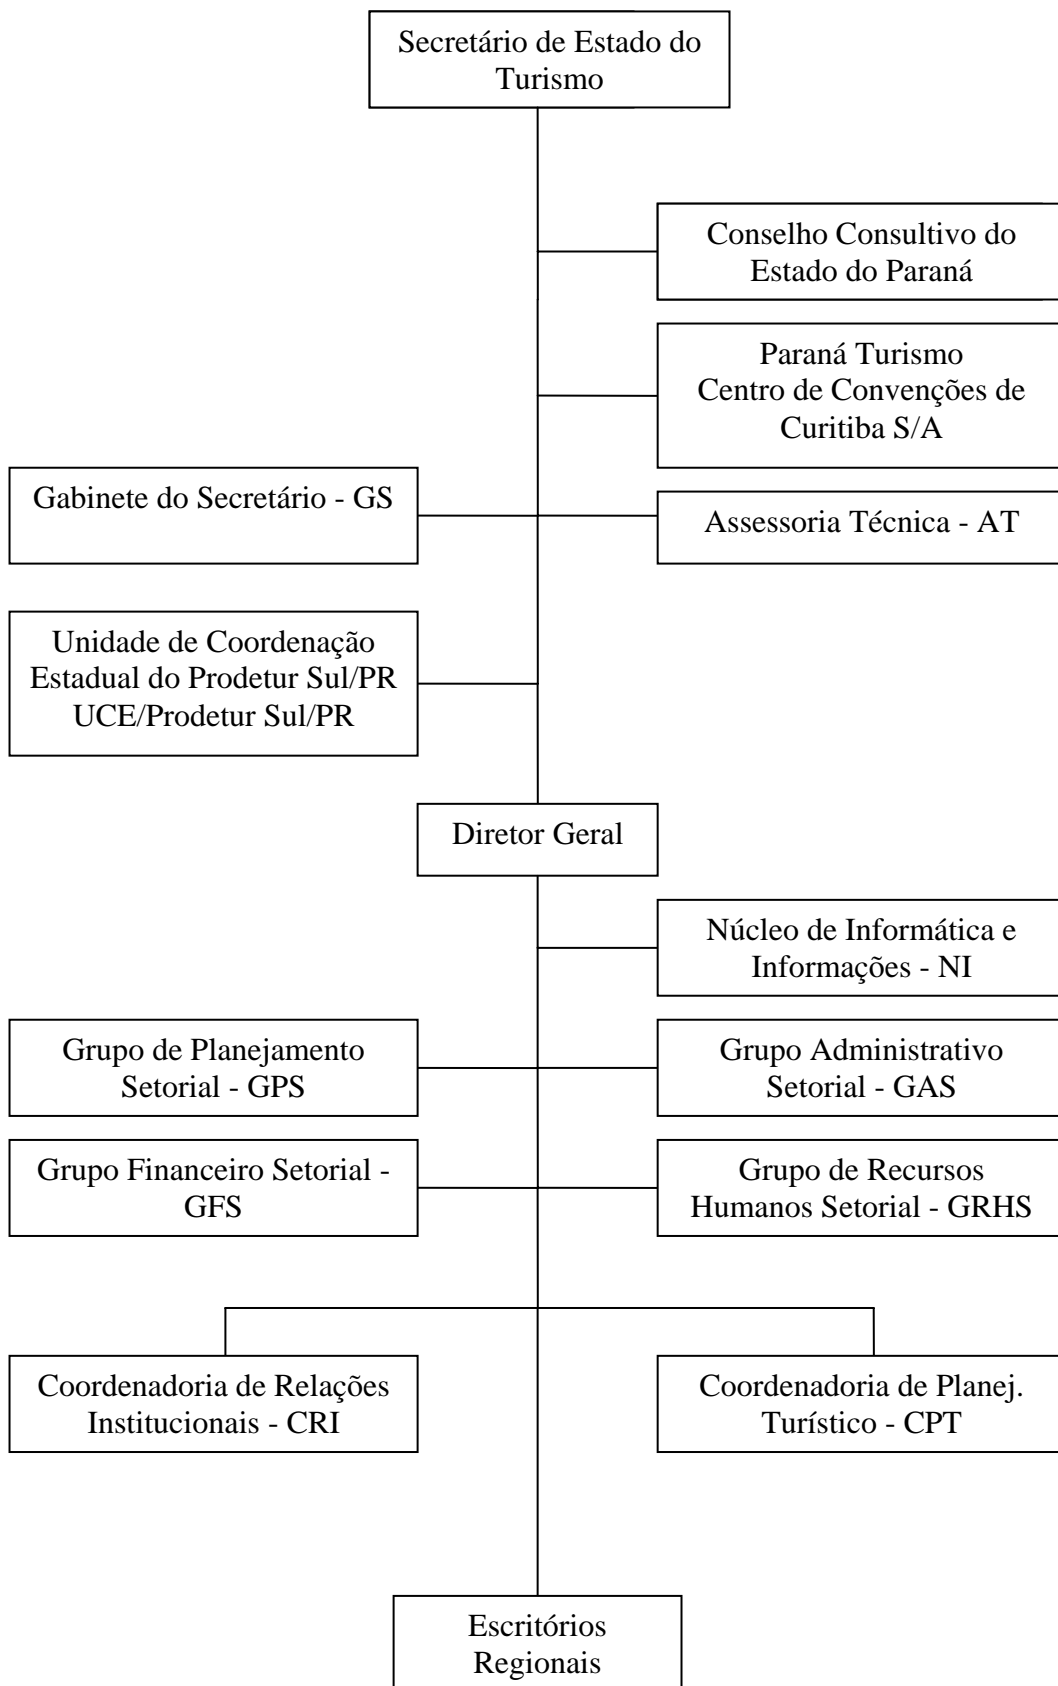 Secretário de Estado do
Turismo
Conselho Consultivo do
Estado do Paraná
Paraná Turismo
Centro de Convenções de
Curitiba S/A
Gabinete do Secretário - GS
Assessoria Técnica - AT
Unidade de Coordenação
Estadual do Prodetur Sul/PR
UCE/Prodetur Sul/PR
Diretor Geral
Núcleo de Informática e
Informações - NI
Grupo de Planejamento
Setorial - GPS
Grupo Administrativo
Setorial - GAS
Grupo Financeiro Setorial -
GFS
Grupo de Recursos
Humanos Setorial - GRHS
Coordenadoria de Relações
Institucionais - CRI
Coordenadoria de Planej.
Turístico - CPT
Escritórios
Regionais